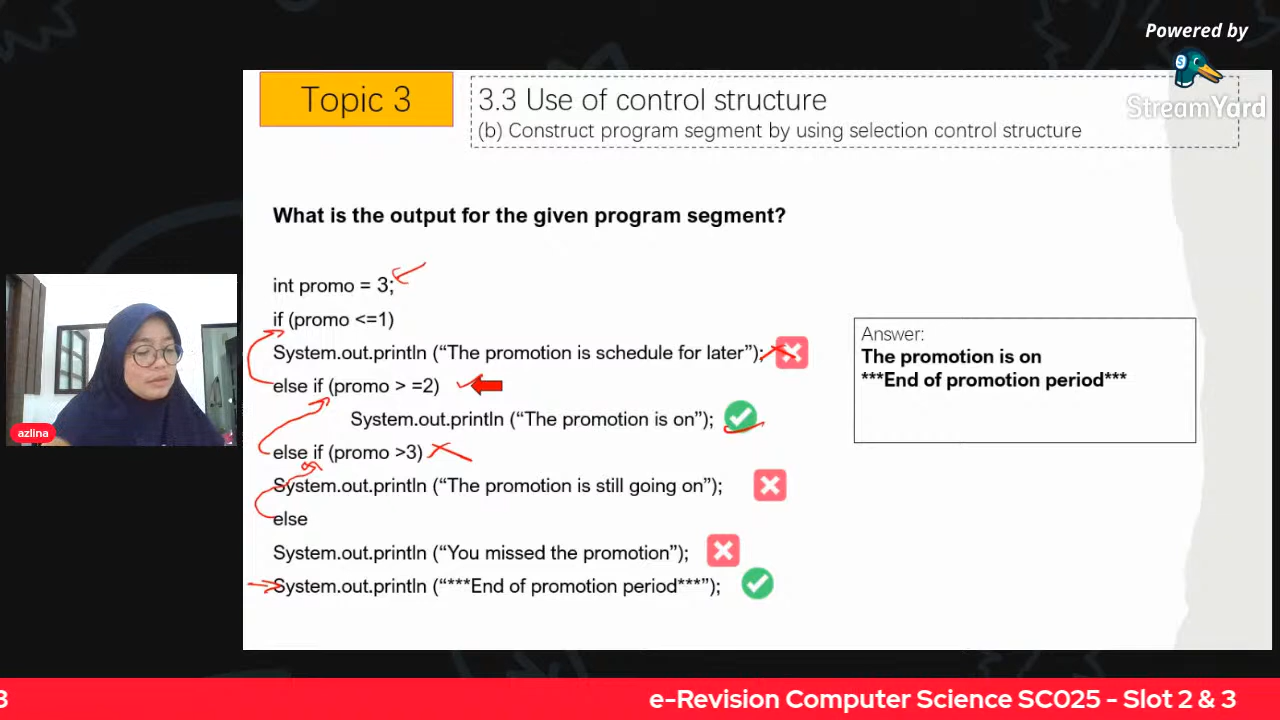 Powered by
S
StreamYard
Topic 3
3.3 Use of control structure
(b) Construct program segment by using selection control structure
What is the output for the given program segment?
int promo = 3;
if (promo <=1)
System.out.println (“The promotion is schedule for later”);
else if (promo > =2)
System.out.println (“The promotion is on”);
else if (promo >3)
System.out.println (“The promotion is still going on”);
else
System.out.println (“You missed the promotion”);
System.out.println (“***End of promotion period***”);
Answer:
The promotion is on
***End of promotion period***
azlina
3
e-Revision Computer Science SC025 - Slot 2 & 3